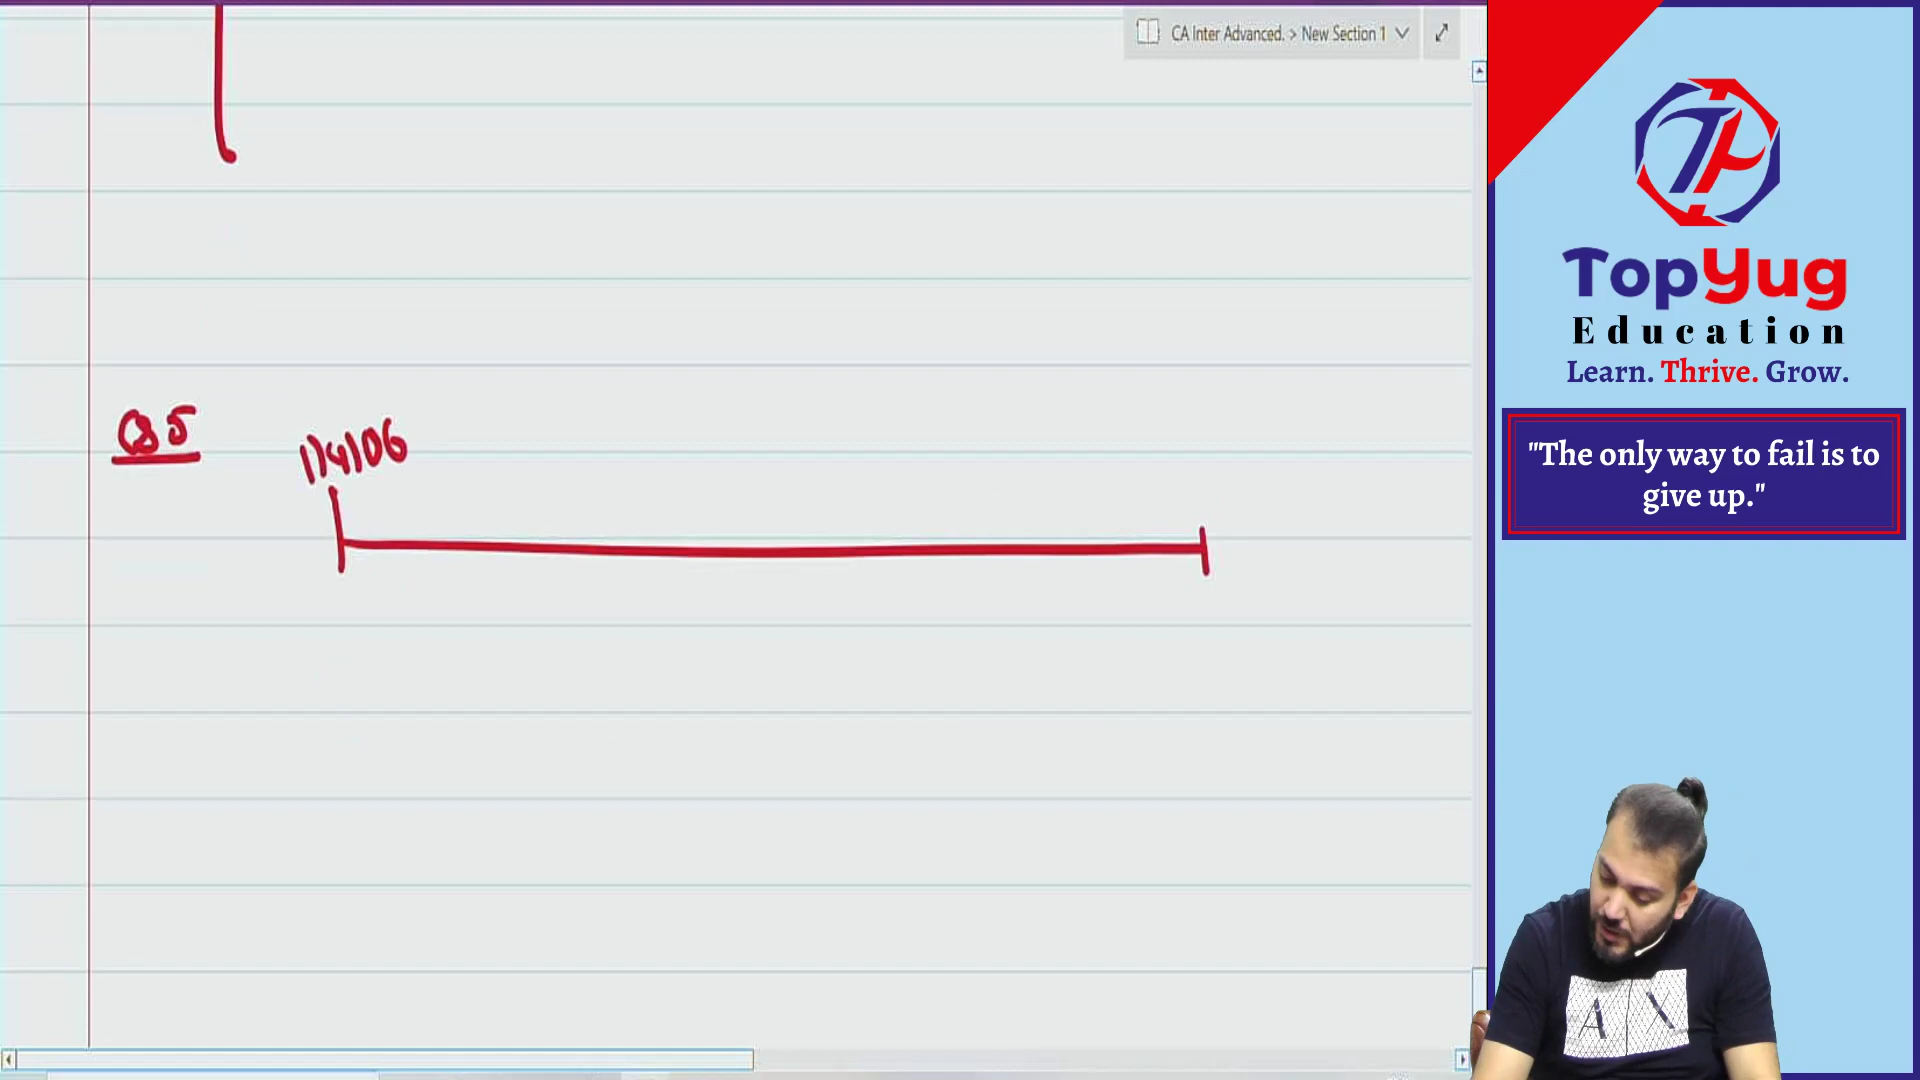 CA Inter Advanced. > New Section 1
TopYug
Education
Learn. Thrive. Grow.
"The only way to fail is to
give up."
Q 5
1/4/06
A X